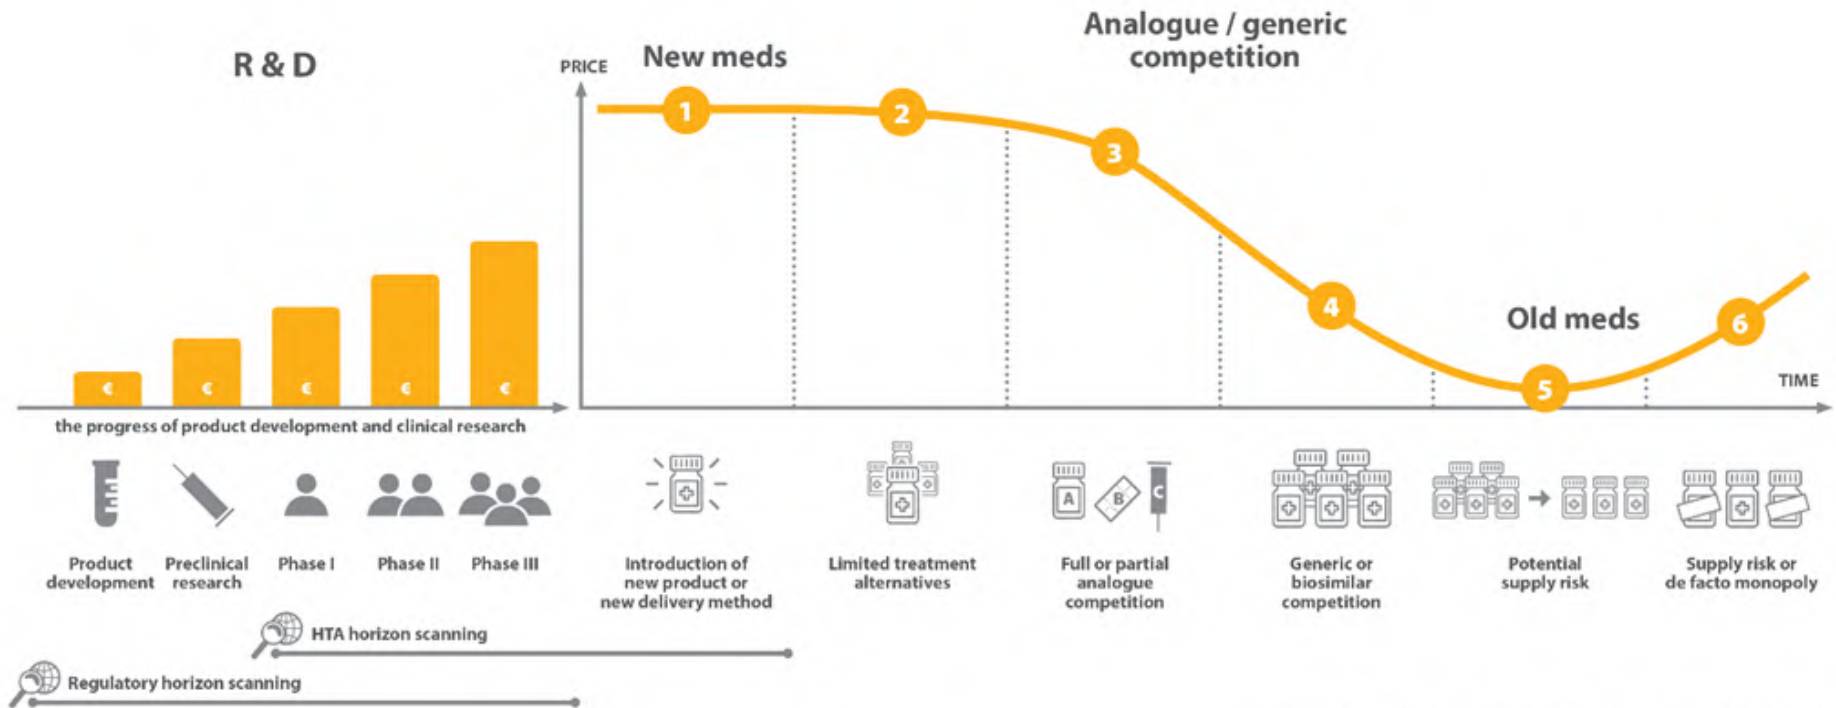 R & D
PRICE
New meds
Analogue / generic
competition
1
2
3
4
5
6
Old meds
TIME
€
€
€
€
€
the progress of product development and clinical research
A
B
C
Product
development
Preclinical
research
Phase I
Phase II
Phase III
Introduction of
new product or
new delivery method
Limited treatment
alternatives
Full or partial
analogue
competition
Generic or
biosimilar
competition
Potential
supply risk
Supply risk or
de facto monopoly
HTA horizon scanning
Regulatory horizon scanning